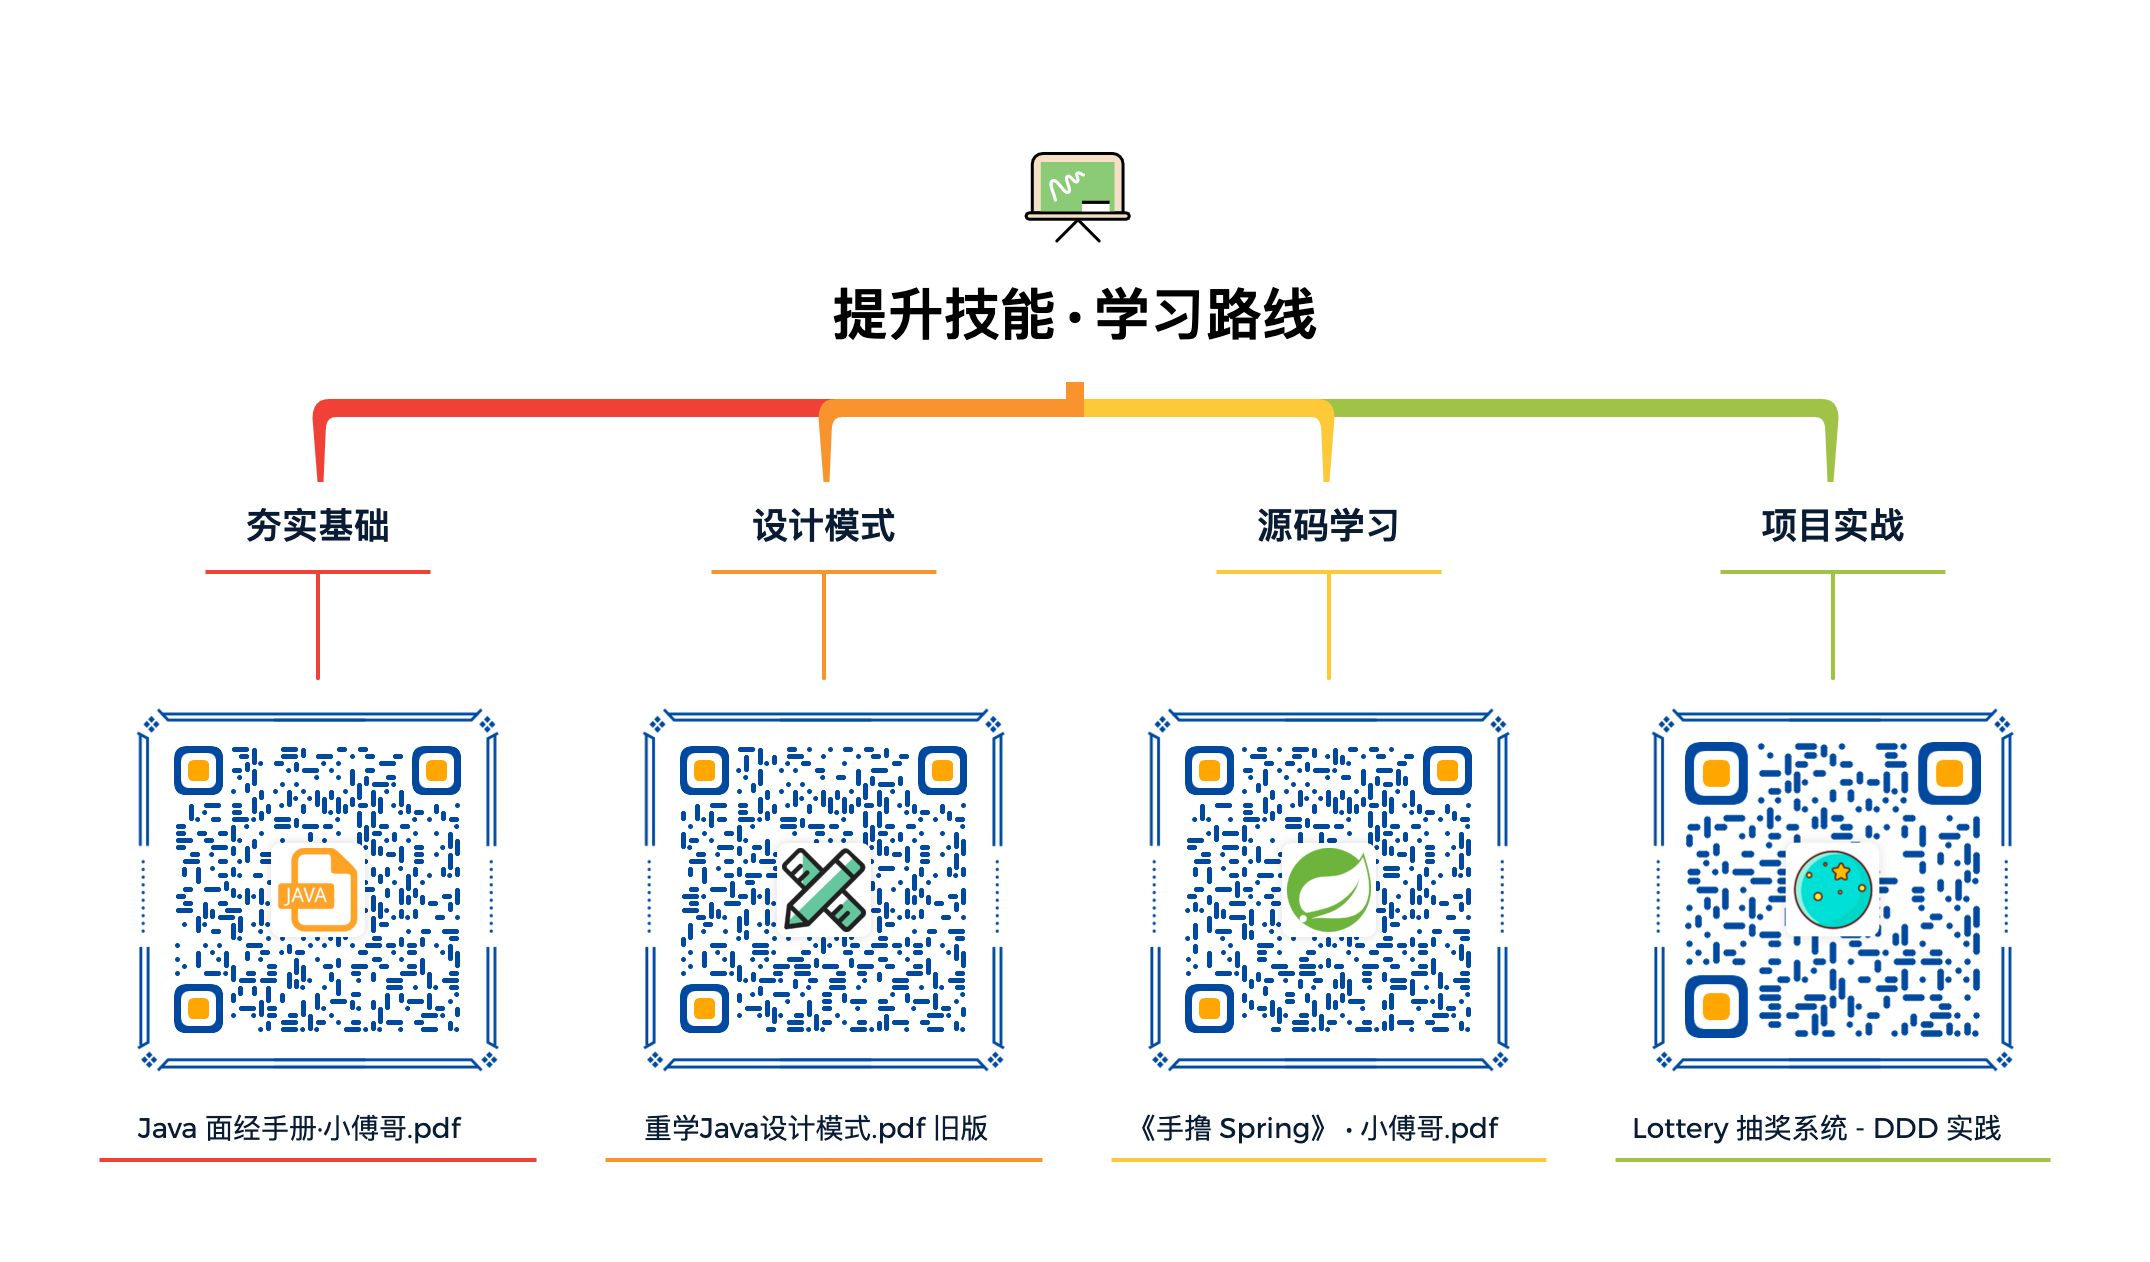 提升技能·学习路线
夯实基础
设计模式
源码学习
项目实战
JAVA
Java 面经手册·小傅哥.pdf
重学Java设计模式.pdf 旧版
《手撸 Spring》 · 小傅哥.pdf
Lottery 抽奖系统 - DDD 实践